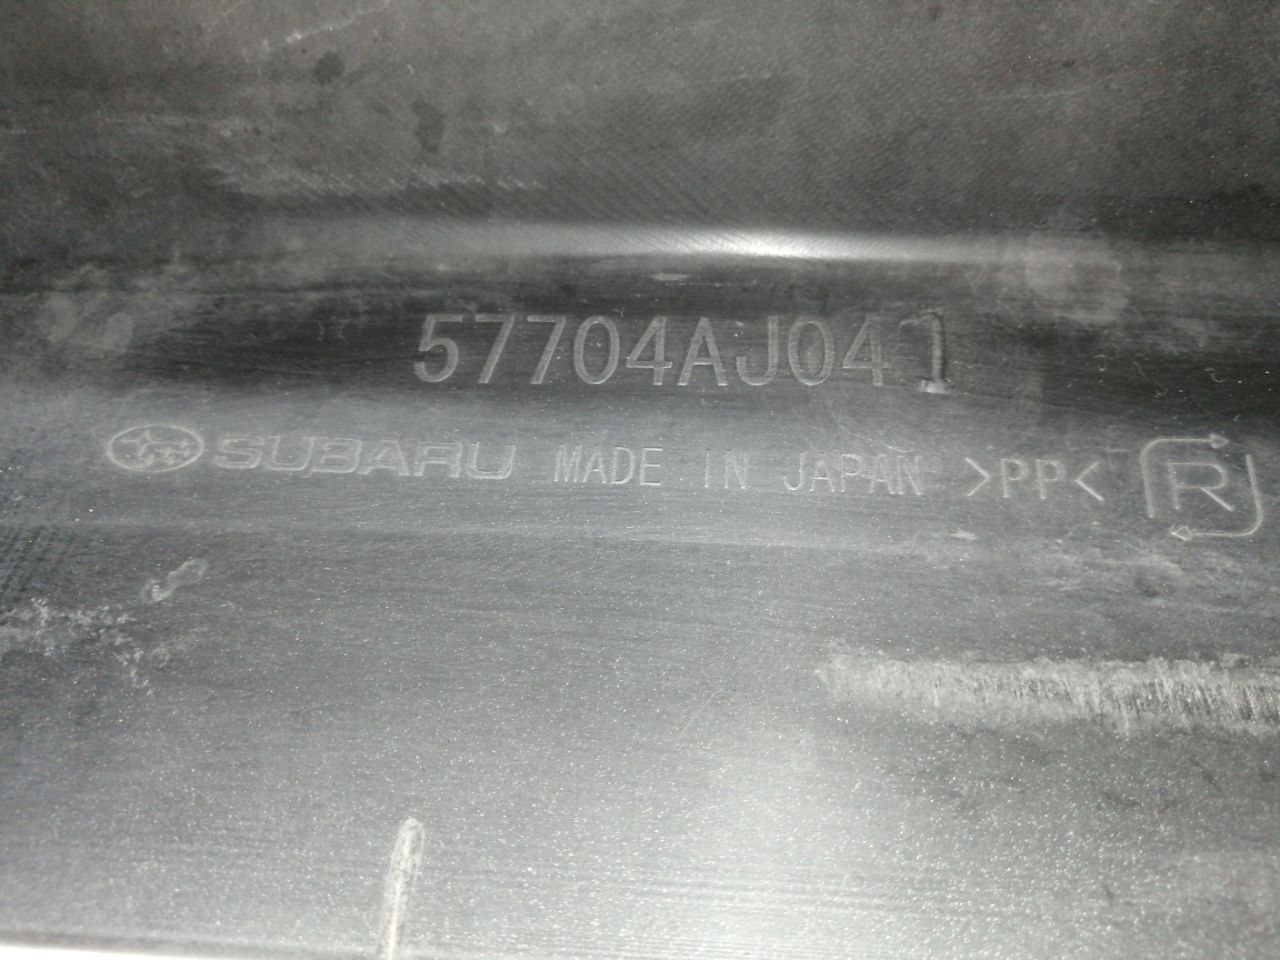 57704AJ041
SUBARU MADE IN JAPAN >PP< R